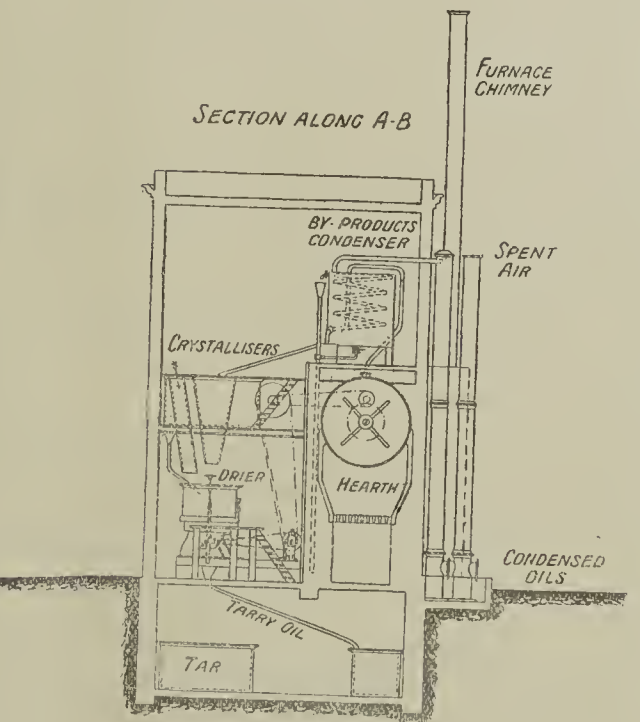 FURNACE
CHIMNEY
SECTION ALONG A-B
BY-PRODUCTS
CONDENSER
SPENT
AIR
CRYSTALLISERS
DRIER
HEARTH
CONDENSED
OILS
TARRY OIL
TAR